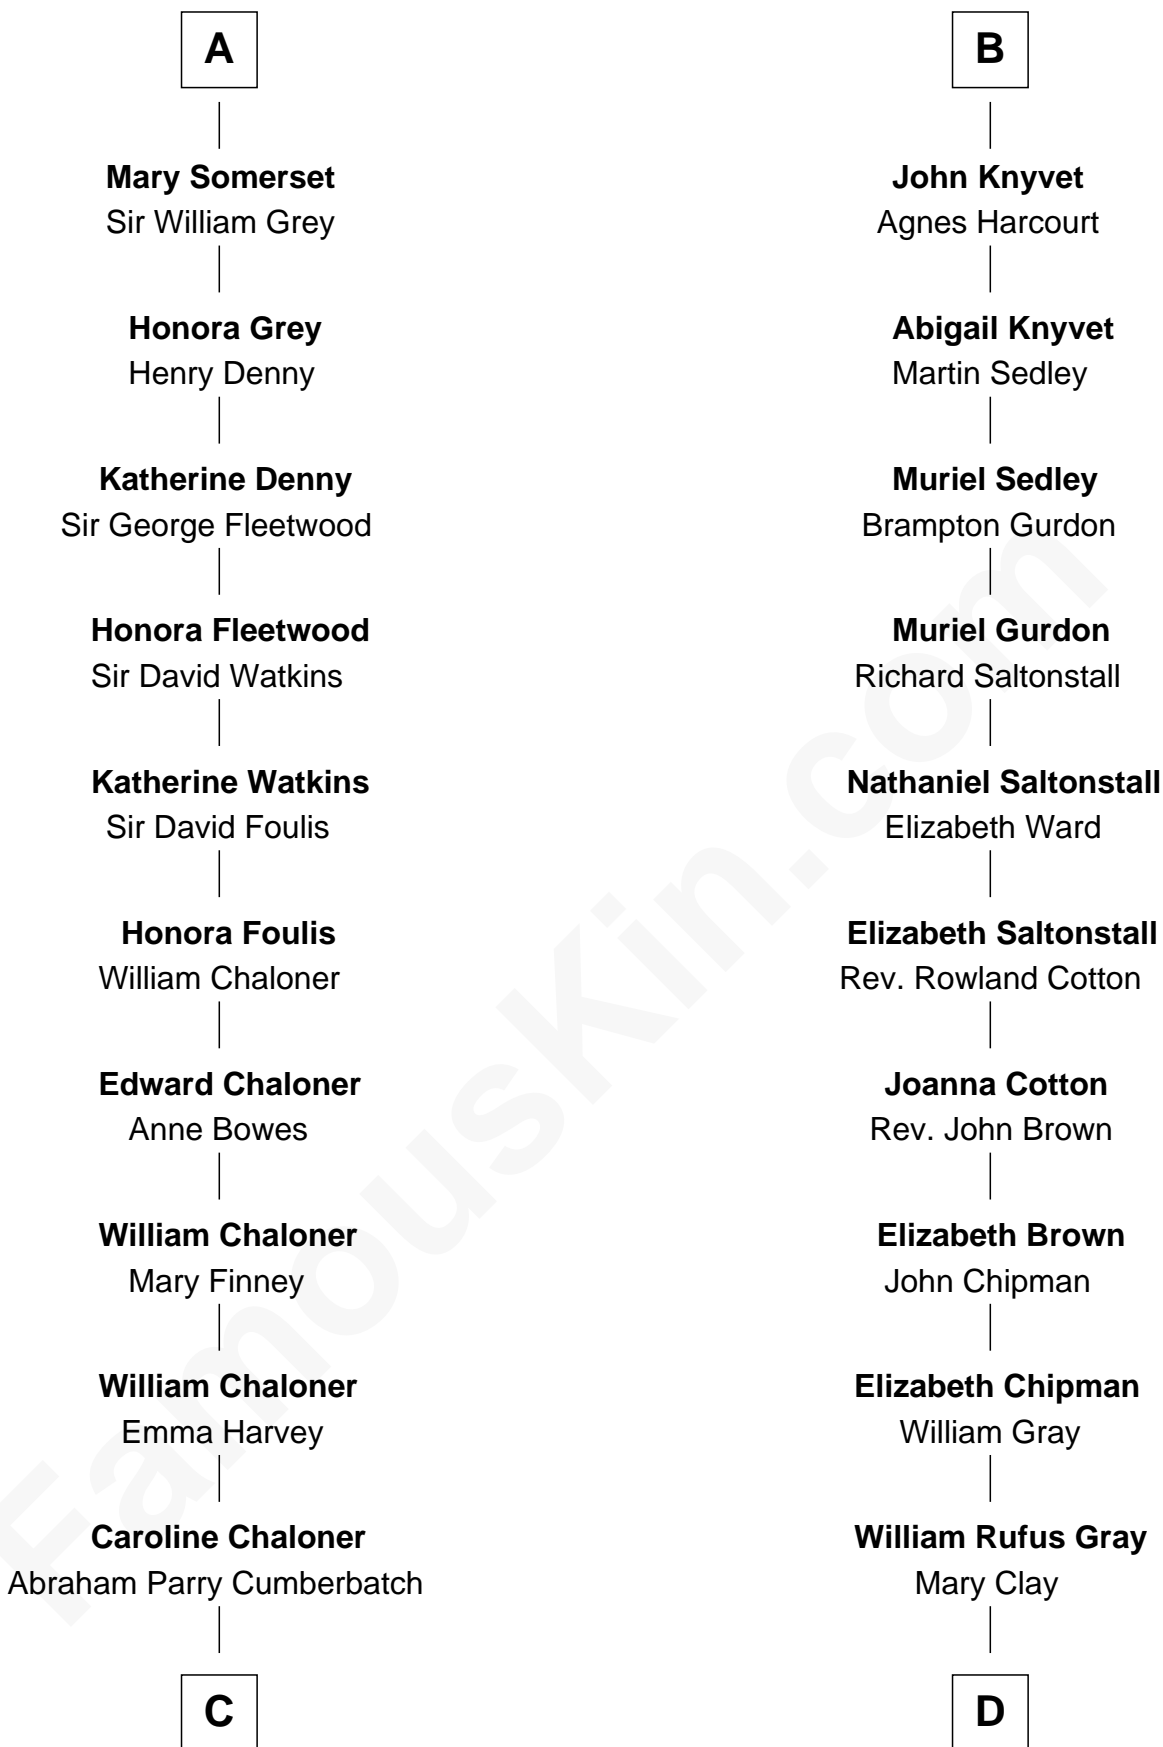 A
Mary Somerset
Sir William Grey
Honora Grey
Henry Denny
Katherine Denny
Sir George Fleetwood
Honora Fleetwood
Sir David Watkins
Katherine Watkins
Sir David Foulis
Honora Foulis
William Chaloner
Edward Chaloner
Anne Bowes
William Chaloner
Mary Finney
William Chaloner
Emma Harvey
Caroline Chaloner
Abraham Parry Cumberbatch
C
B
John Knyvet
Agnes Harcourt
Abigail Knyvet
Martin Sedley
Muriel Sedley
Brampton Gurdon
Muriel Gurdon
Richard Saltonstall
Nathaniel Saltonstall
Elizabeth Ward
Elizabeth Saltonstall
Rev. Rowland Cotton
Joanna Cotton
Rev. John Brown
Elizabeth Brown
John Chipman
Elizabeth Chipman
William Gray
William Rufus Gray
Mary Clay
D
FamousKin.com